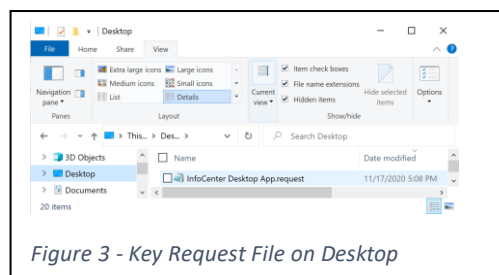 Desktop
File Home Share View
Navigation pane
Extra large icons Large icons
Medium icons Small icons
List Details
Current view
Item check boxes
File name extensions
Hidden items
Hide selected items
Options
Panes Layout Show/hide
This... Des... Search Desktop
3D Objects Name Date modified
Desktop InfoCenter Desktop App.request 11/17/2020 5:08 PM
Documents
20 items
Figure 3 - Key Request File on Desktop